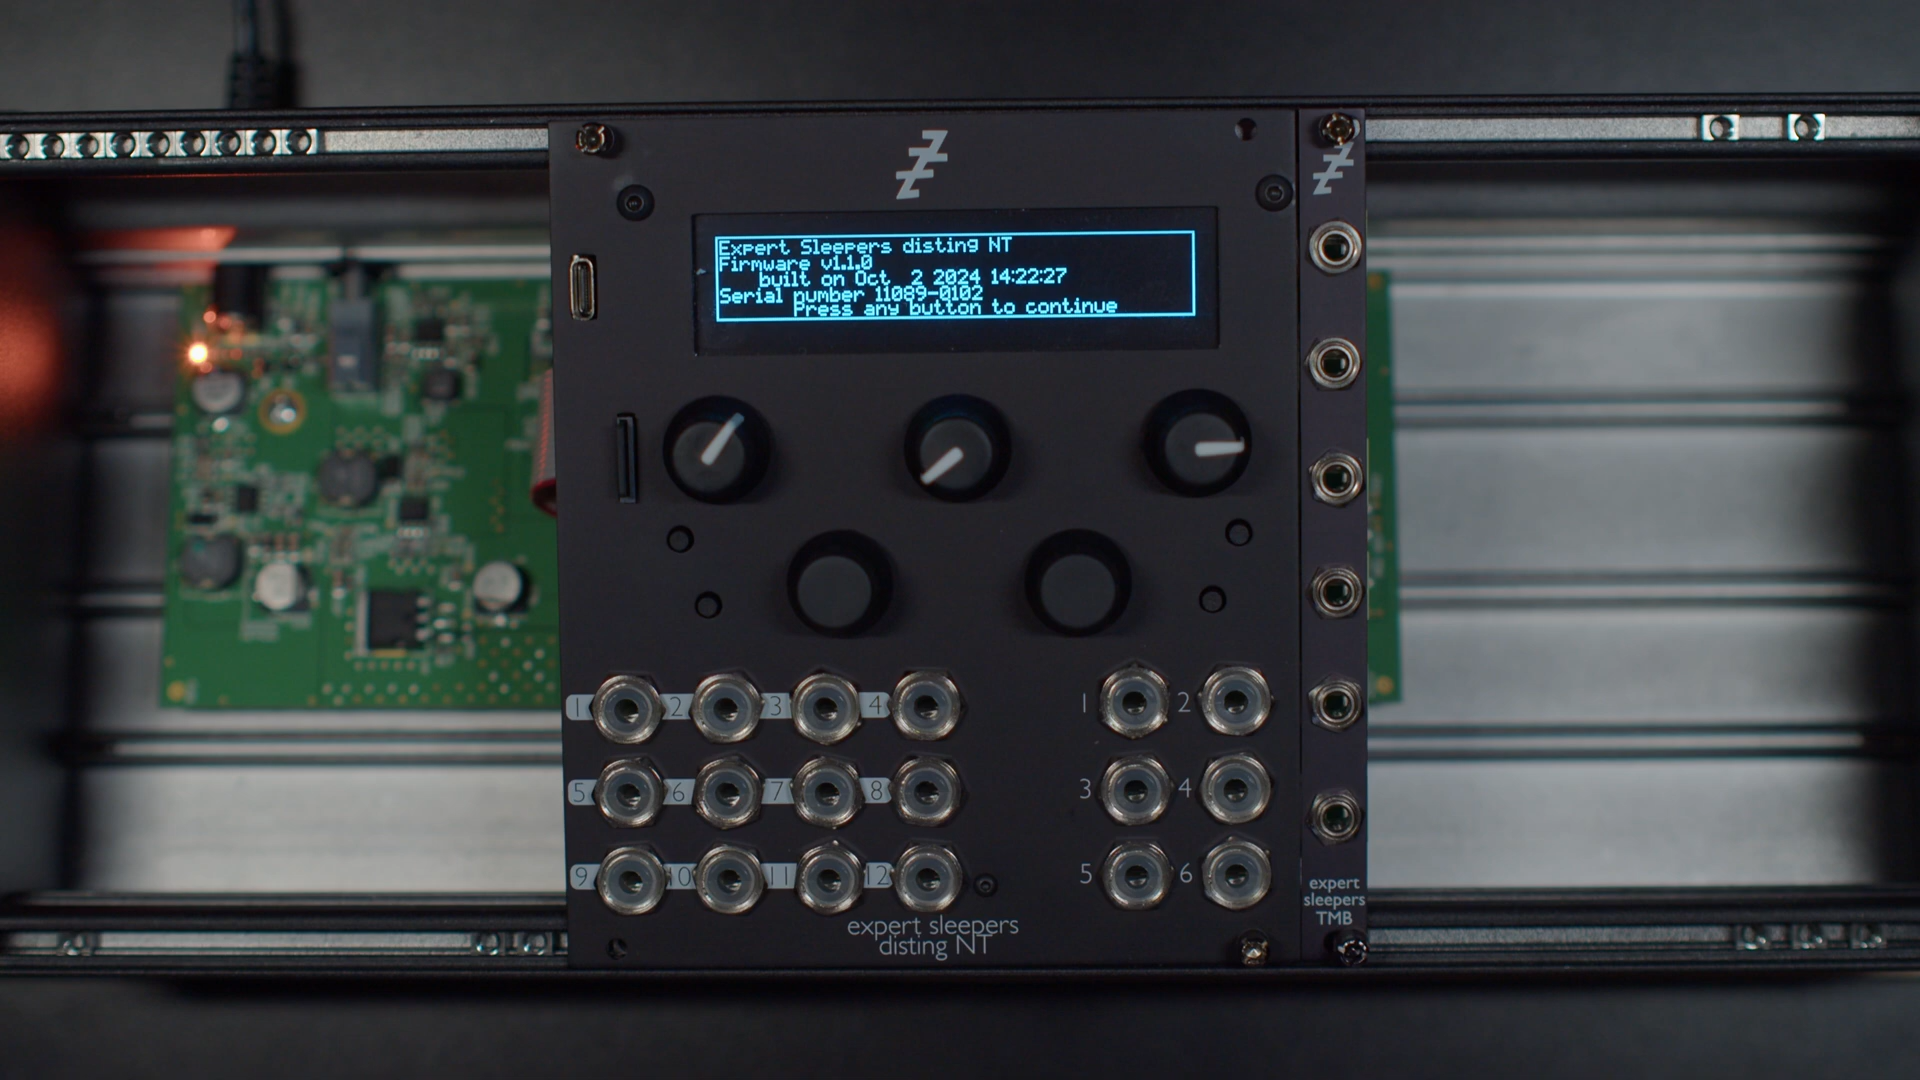 Expert Sleepers disting NT
Firmware v1.1.0
built on Oct  2 2024 14:22:27
Serial number 11089-0102
Press any button to continue
1 2 3 4
1 2
5 6 7 8
3 4
9 10 11 12
5 6
expert sleepers
disting NT
expert
sleepers
TMB